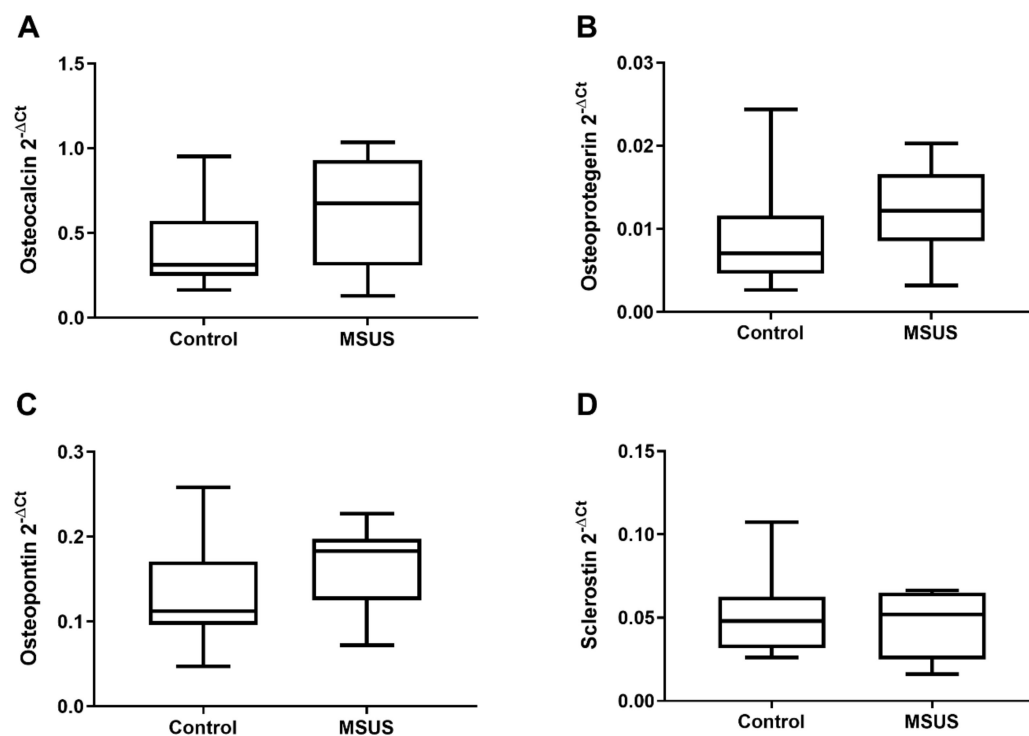 A
Osteocalcin 2^-ΔCt
1.5
1.0
0.5
0.0
Control MSUS
B
Osteoprotegerin 2^-ΔCt
0.03
0.02
0.01
0.00
Control MSUS
C
Osteopontin 2^-ΔCt
0.3
0.2
0.1
0.0
Control MSUS
D
Sclerostin 2^-ΔCt
0.15
0.10
0.05
0.00
Control MSUS